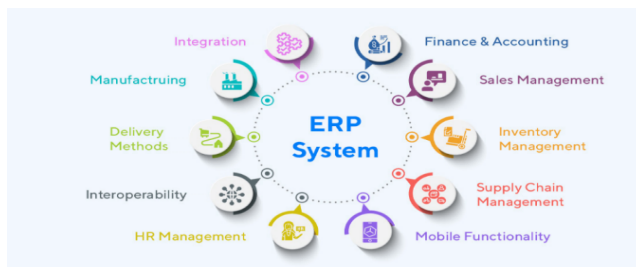 Integration
Finance & Accounting
Manufactruing
Sales Management
Delivery
Methods
ERP
System
Inventory
Management
Interoperability
Supply Chain
Management
HR Management
Mobile Functionality